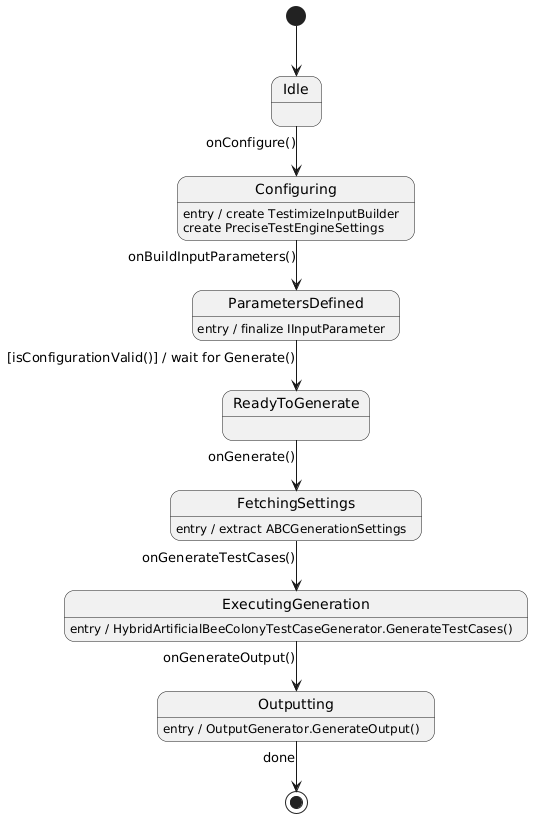 Idle
onConfigure()
Configuring
entry / create TestimizeInputBuilder
create PreciseTestEngineSettings
onBuildInputParameters()
ParametersDefined
entry / finalize IInputParameter
[isConfigurationValid()] / wait for Generate()
ReadyToGenerate
onGenerate()
FetchingSettings
entry / extract ABCGenerationSettings
onGenerateTestCases()
ExecutingGeneration
entry / HybridArtificialBeeColonyTestCaseGenerator.GenerateTestCases()
onGenerateOutput()
Outputting
entry / OutputGenerator.GenerateOutput()
done